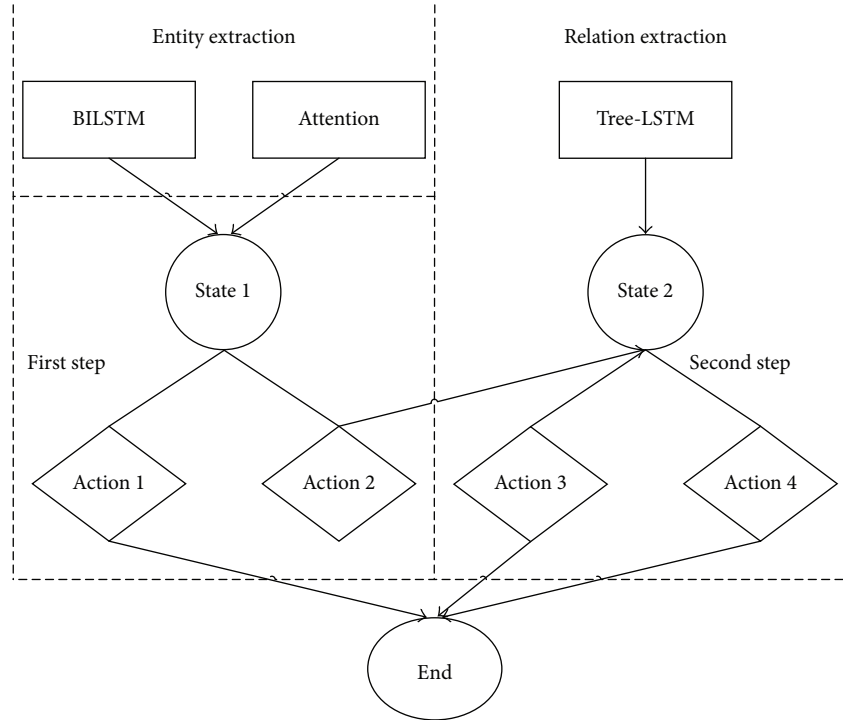 Entity extraction
Relation extraction
BILSTM
Attention
Tree-LSTM
State 1
State 2
First step
Second step
Action 1
Action 2
Action 3
Action 4
End